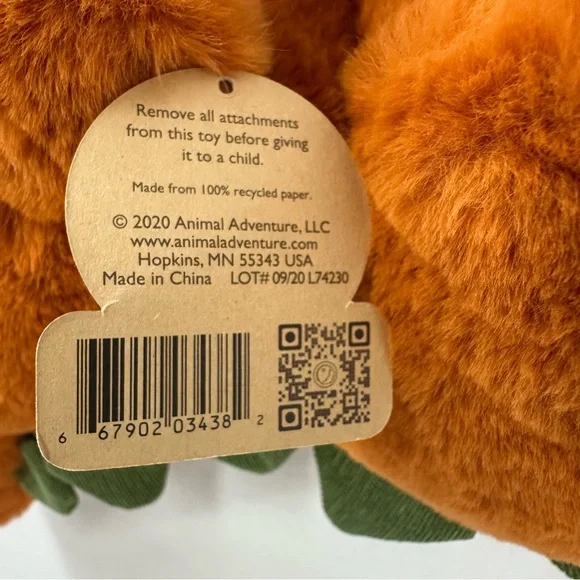 Remove all attachments
from this toy before giving
it to a child.
Made from 100% recycled paper.
© 2020 Animal Adventure, LLC
www.animaladventure.com
Hopkins, MN 55343 USA
Made in China LOT# 09/20 L74230
6 67902 03438 2